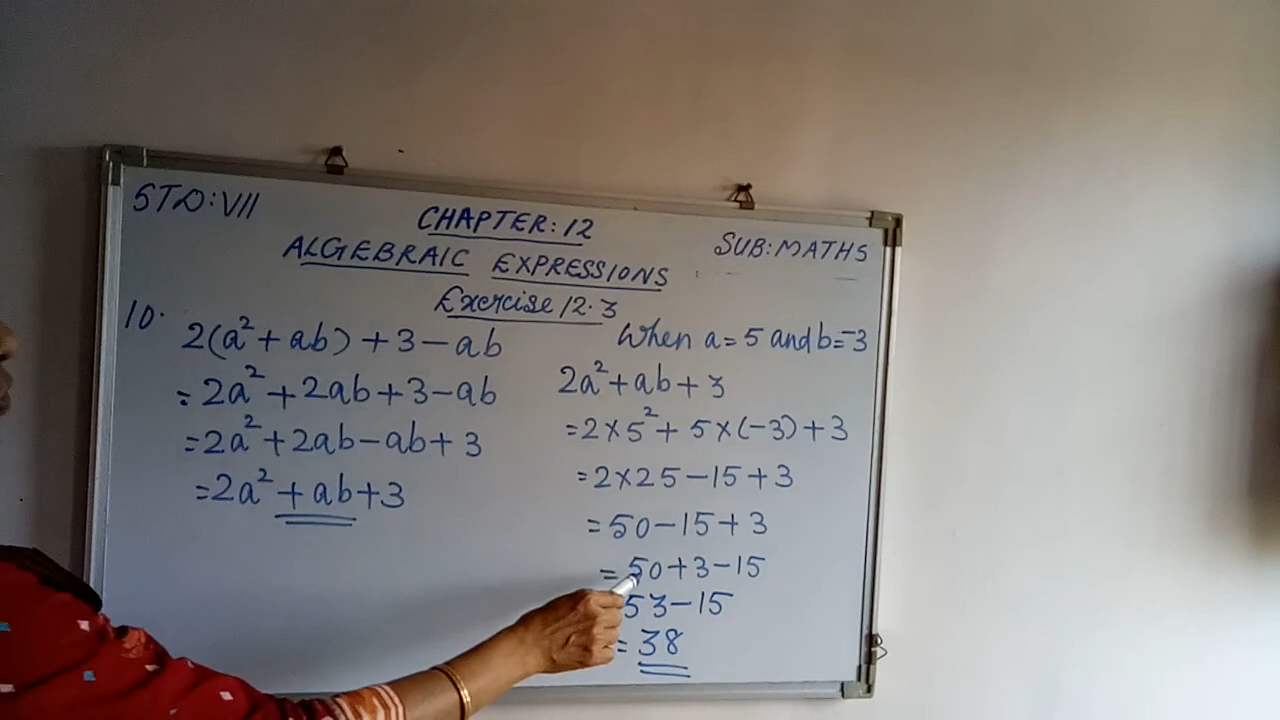 STD:VII
CHAPTER:12
SUB:MATHS
ALGEBRAIC EXPRESSIONS
Exercise 12.3
10.
2(a²+ab)+3-ab
=2a²+2ab+3-ab
=2a²+2ab-ab+3
=2a²+ab+3
When a=5 and b=-3
2a²+ab+3
=2×5²+5×(-3)+3
=2×25-15+3
=50-15+3
=50+3-15
53-15
=38